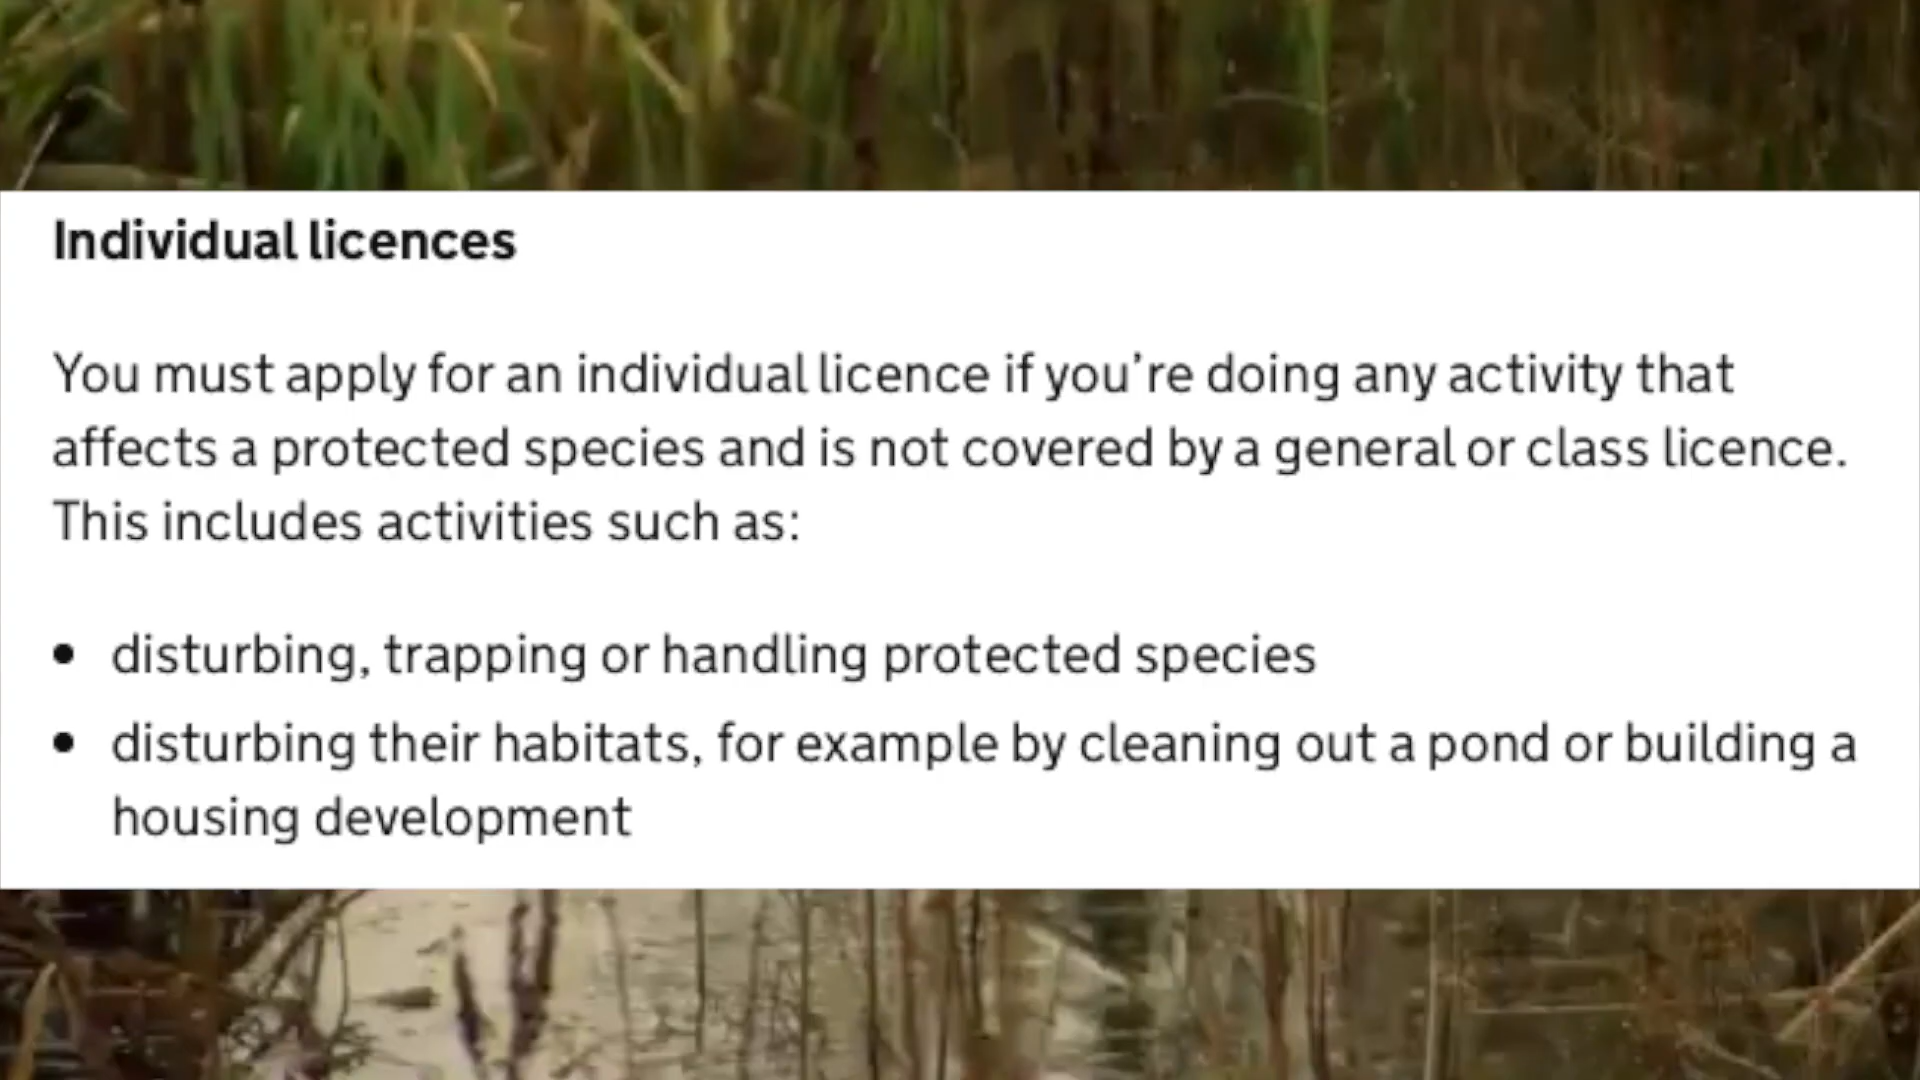 Individual licences
You must apply for an individual licence if you're doing any activity that
affects a protected species and is not covered by a general or class licence.
This includes activities such as:
• disturbing, trapping or handling protected species
• disturbing their habitats, for example by cleaning out a pond or building a
housing development